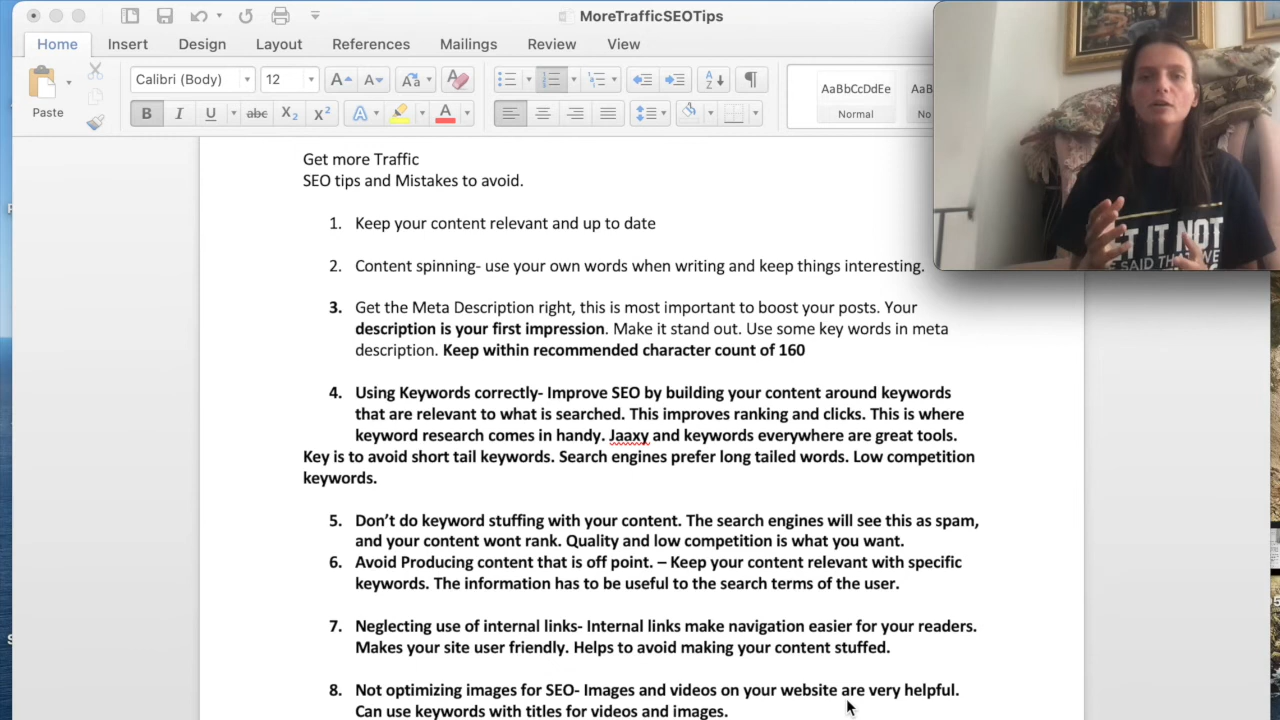 MoreTrafficSEOTips
Home Insert Design Layout References Mailings Review View
Paste
Calibri (Body) 12
AaBbCcDdEe
Normal
Get more Traffic
SEO tips and Mistakes to avoid.
1. Keep your content relevant and up to date
2. Content spinning- use your own words when writing and keep things interesting.
3. Get the Meta Description right, this is most important to boost your posts. Your
description is your first impression. Make it stand out. Use some key words in meta
description. Keep within recommended character count of 160
4. Using Keywords correctly- Improve SEO by building your content around keywords
that are relevant to what is searched. This improves ranking and clicks. This is where
keyword research comes in handy. Jaaxy and keywords everywhere are great tools.
Key is to avoid short tail keywords. Search engines prefer long tailed words. Low competition
keywords.
5. Don’t do keyword stuffing with your content. The search engines will see this as spam,
and your content wont rank. Quality and low competition is what you want.
6. Avoid Producing content that is off point. – Keep your content relevant with specific
keywords. The information has to be useful to the search terms of the user.
7. Neglecting use of internal links- Internal links make navigation easier for your readers.
Makes your site user friendly. Helps to avoid making your content stuffed.
8. Not optimizing images for SEO- Images and videos on your website are very helpful.
Can use keywords with titles for videos and images.
IT NOT
SAID THAT WE